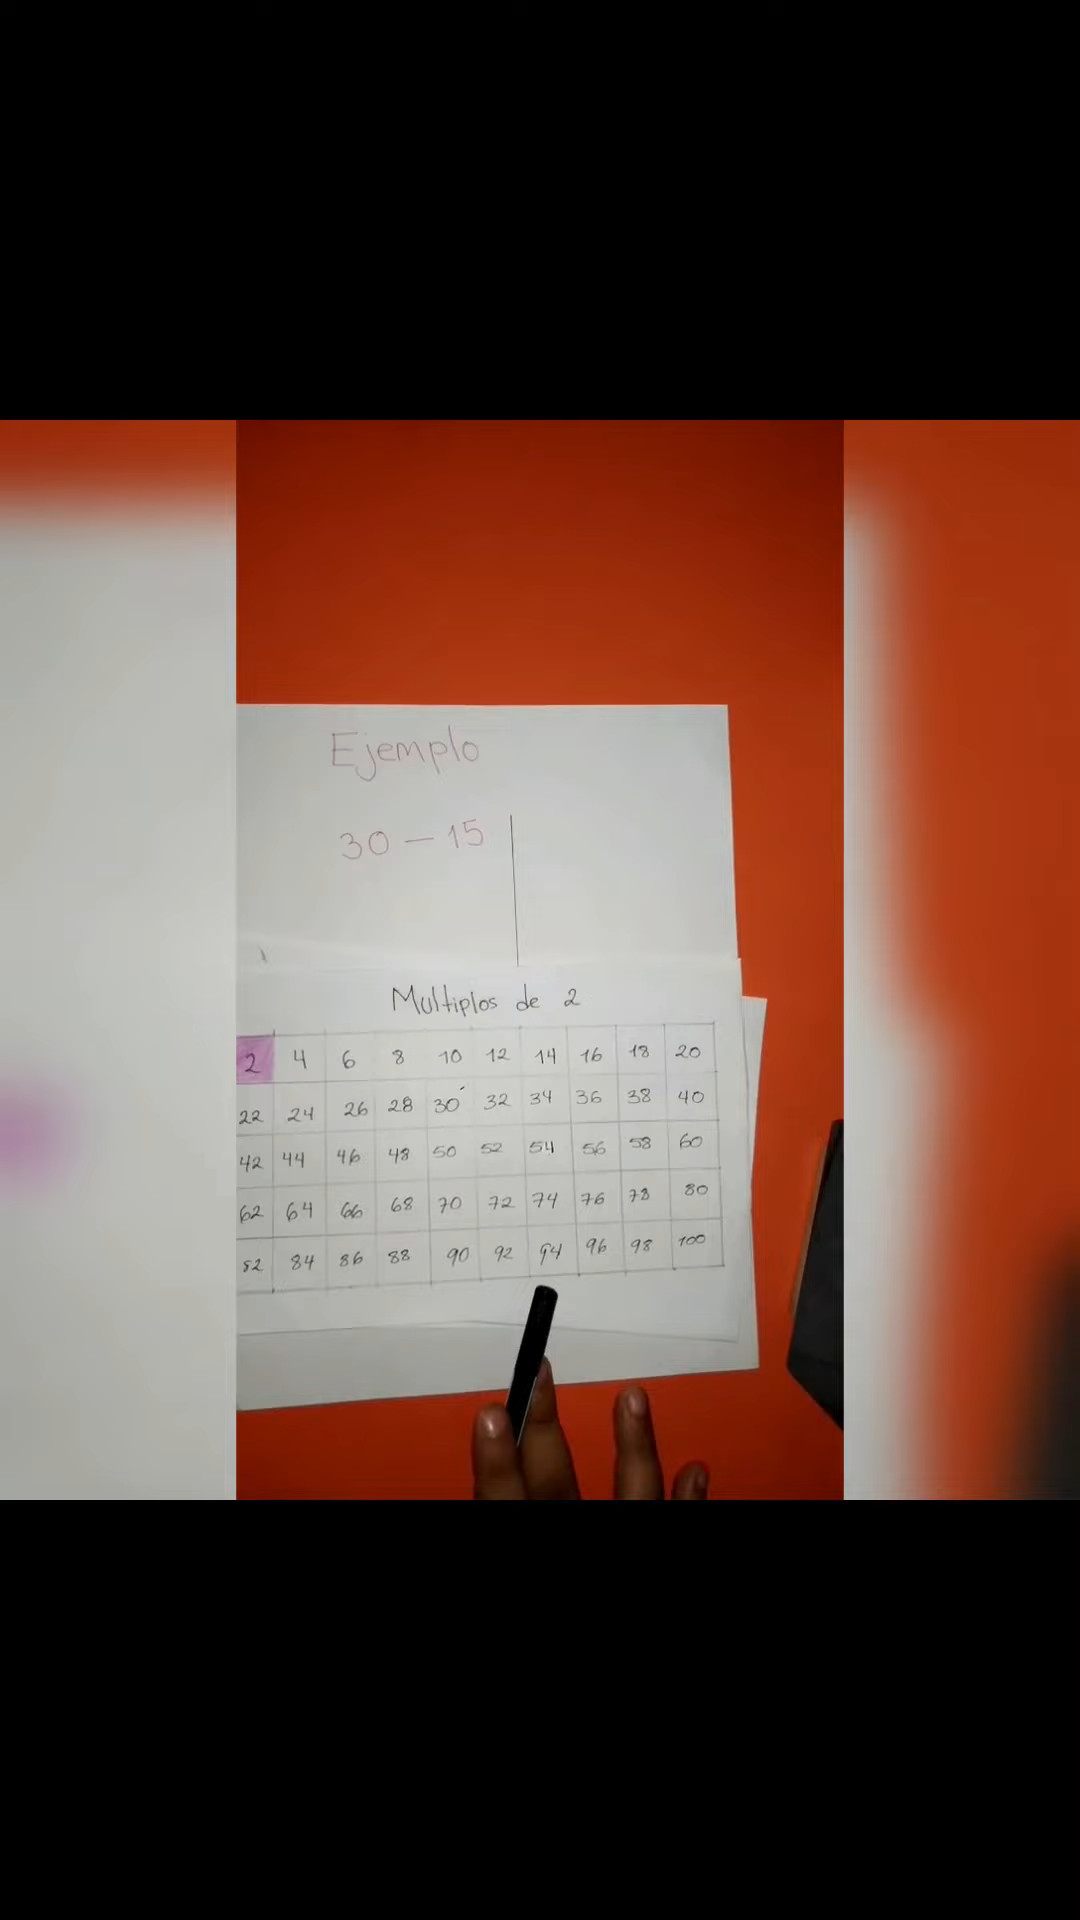 Ejemplo
30 — 15
Multiplos de 2
2 4 6 8 10 12 14 16 18 20
22 24 26 28 30 32 34 36 38 40
42 44 46 48 50 52 54 56 58 60
62 64 66 68 70 72 74 76 78 80
82 84 86 88 90 92 94 96 98 100